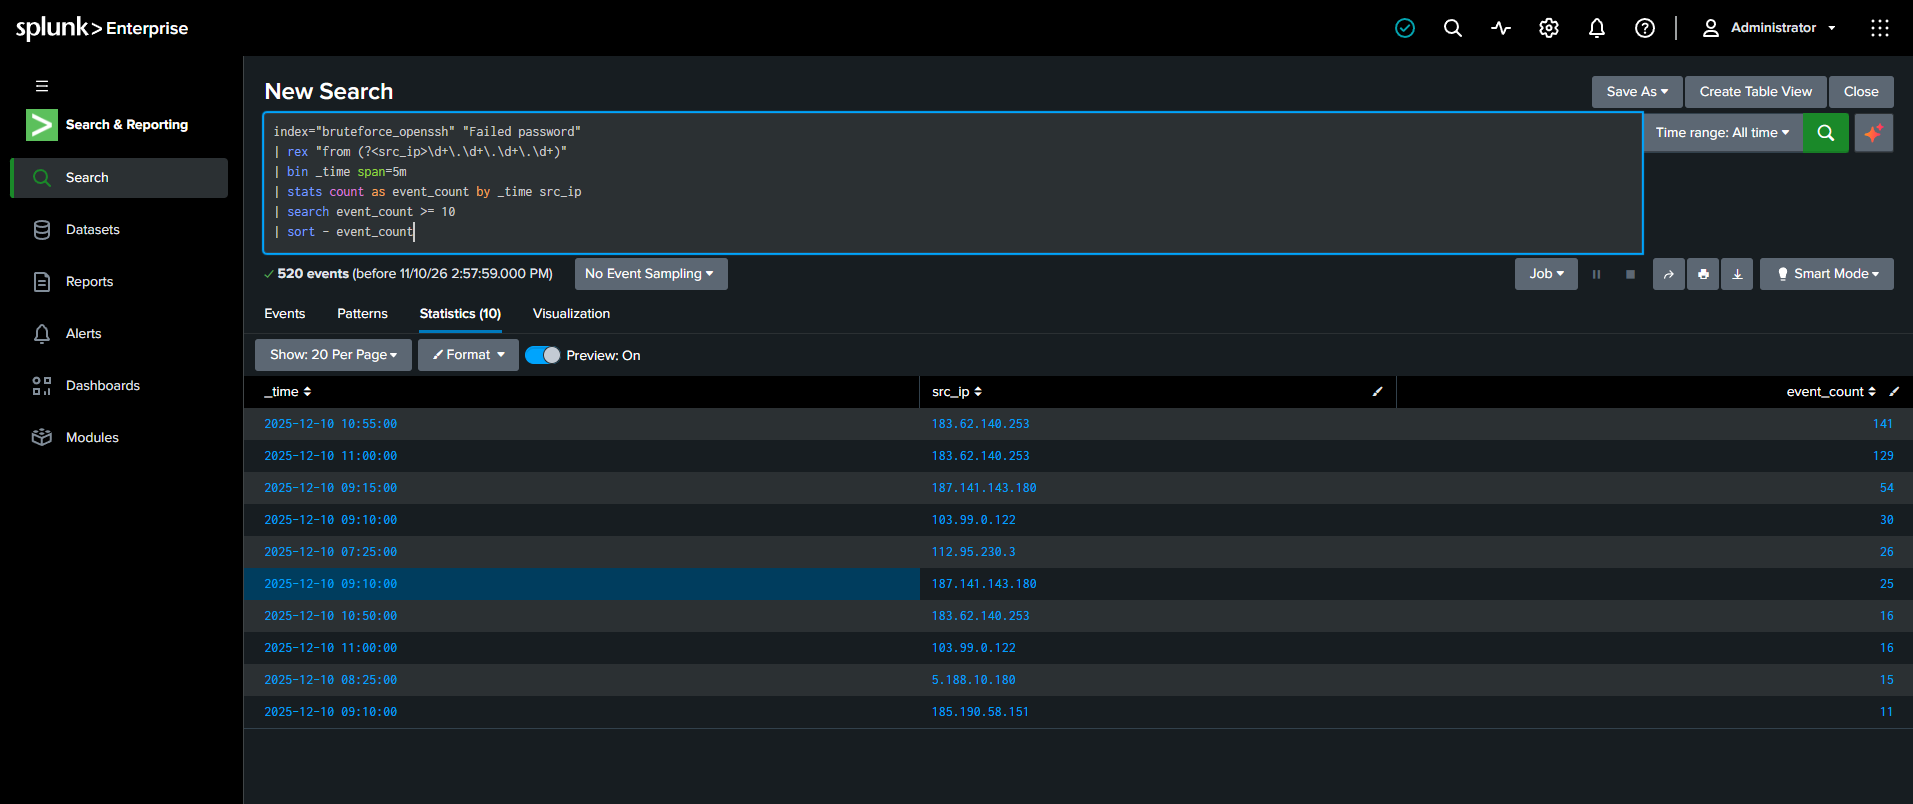 splunk>Enterprise
Administrator
Search & Reporting
Search
Datasets
Reports
Alerts
Dashboards
Modules
New Search
Save As
Create Table View
Close
index="bruteforce_openssh" "Failed password"
| rex "from (?<src_ip>\d+\.\d+\.\d+\.\d+)"
| bin _time span=5m
| stats count as event_count by _time src_ip
| search event_count >= 10
| sort - event_count
Time range: All time
520 events (before 11/10/26 2:57:59.000 PM)
No Event Sampling
Job
Smart Mode
Events Patterns Statistics (10) Visualization
Show: 20 Per Page
Format
Preview: On
_time src_ip event_count
2025-12-10 10:55:00 183.62.140.253 141
2025-12-10 11:00:00 183.62.140.253 129
2025-12-10 09:15:00 187.141.143.180 54
2025-12-10 09:10:00 103.99.0.122 30
2025-12-10 07:25:00 112.95.230.3 26
2025-12-10 09:10:00 187.141.143.180 25
2025-12-10 10:50:00 183.62.140.253 16
2025-12-10 11:00:00 103.99.0.122 16
2025-12-10 08:25:00 5.188.10.180 15
2025-12-10 09:10:00 185.190.58.151 11